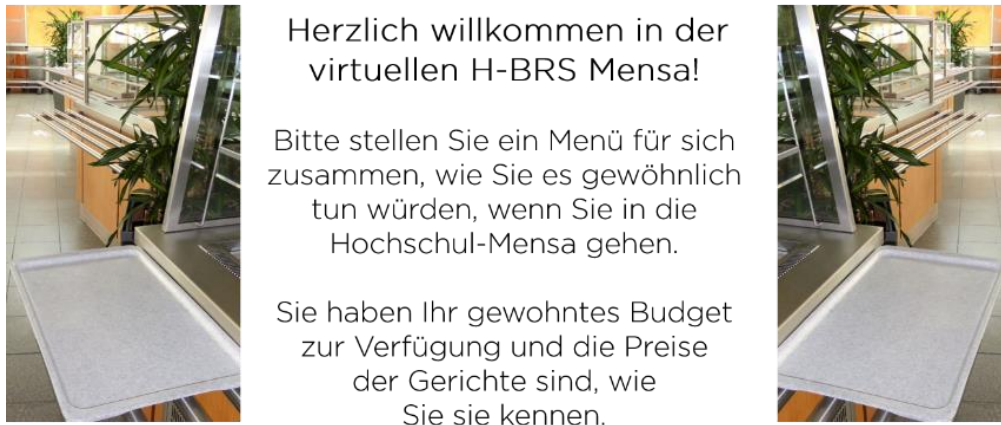 Herzlich willkommen in der
virtuellen H-BRS Mensa!
Bitte stellen Sie ein Menü für sich
zusammen, wie Sie es gewöhnlich
tun würden, wenn Sie in die
Hochschul-Mensa gehen.
Sie haben Ihr gewohntes Budget
zur Verfügung und die Preise
der Gerichte sind, wie
Sie sie kennen.